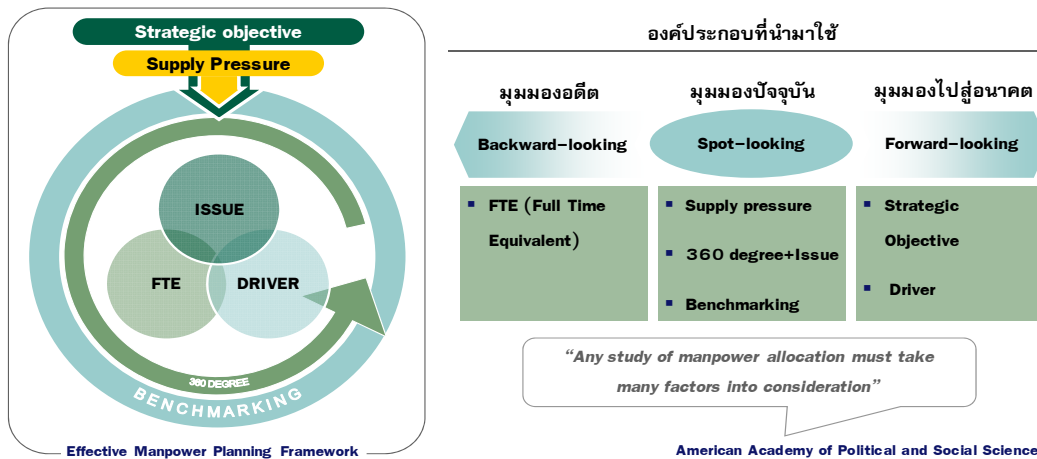 Strategic objective
Supply Pressure
ISSUE
FTE
DRIVER
360 DEGREE
BENCHMARKING
Effective Manpower Planning Framework
องค์ประกอบที่นำมาใช้
มุมมองอดีต
Backward-looking
▪ FTE (Full Time
Equivalent)
มุมมองปัจจุบัน
Spot-looking
▪ Supply pressure
▪ 360 degree+Issue
▪ Benchmarking
มุมมองไปสู่อนาคต
Forward-looking
▪ Strategic
Objective
▪ Driver
“Any study of manpower allocation must take
many factors into consideration”
American Academy of Political and Social Science